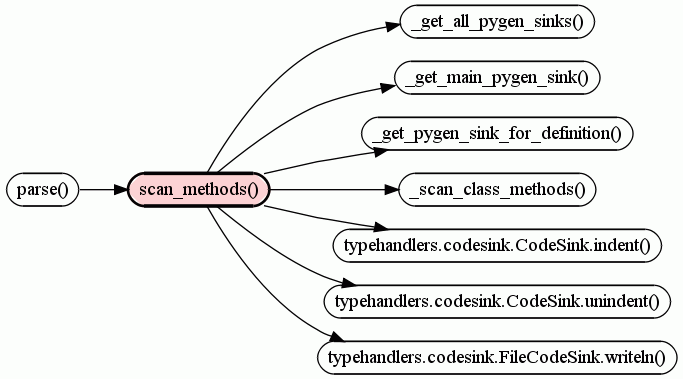 _get_all_pygen_sinks()
_get_main_pygen_sink()
_get_pygen_sink_for_definition()
parse()
scan_methods()
_scan_class_methods()
typehandlers.codesink.CodeSink.indent()
typehandlers.codesink.CodeSink.unindent()
typehandlers.codesink.FileCodeSink.writeln()